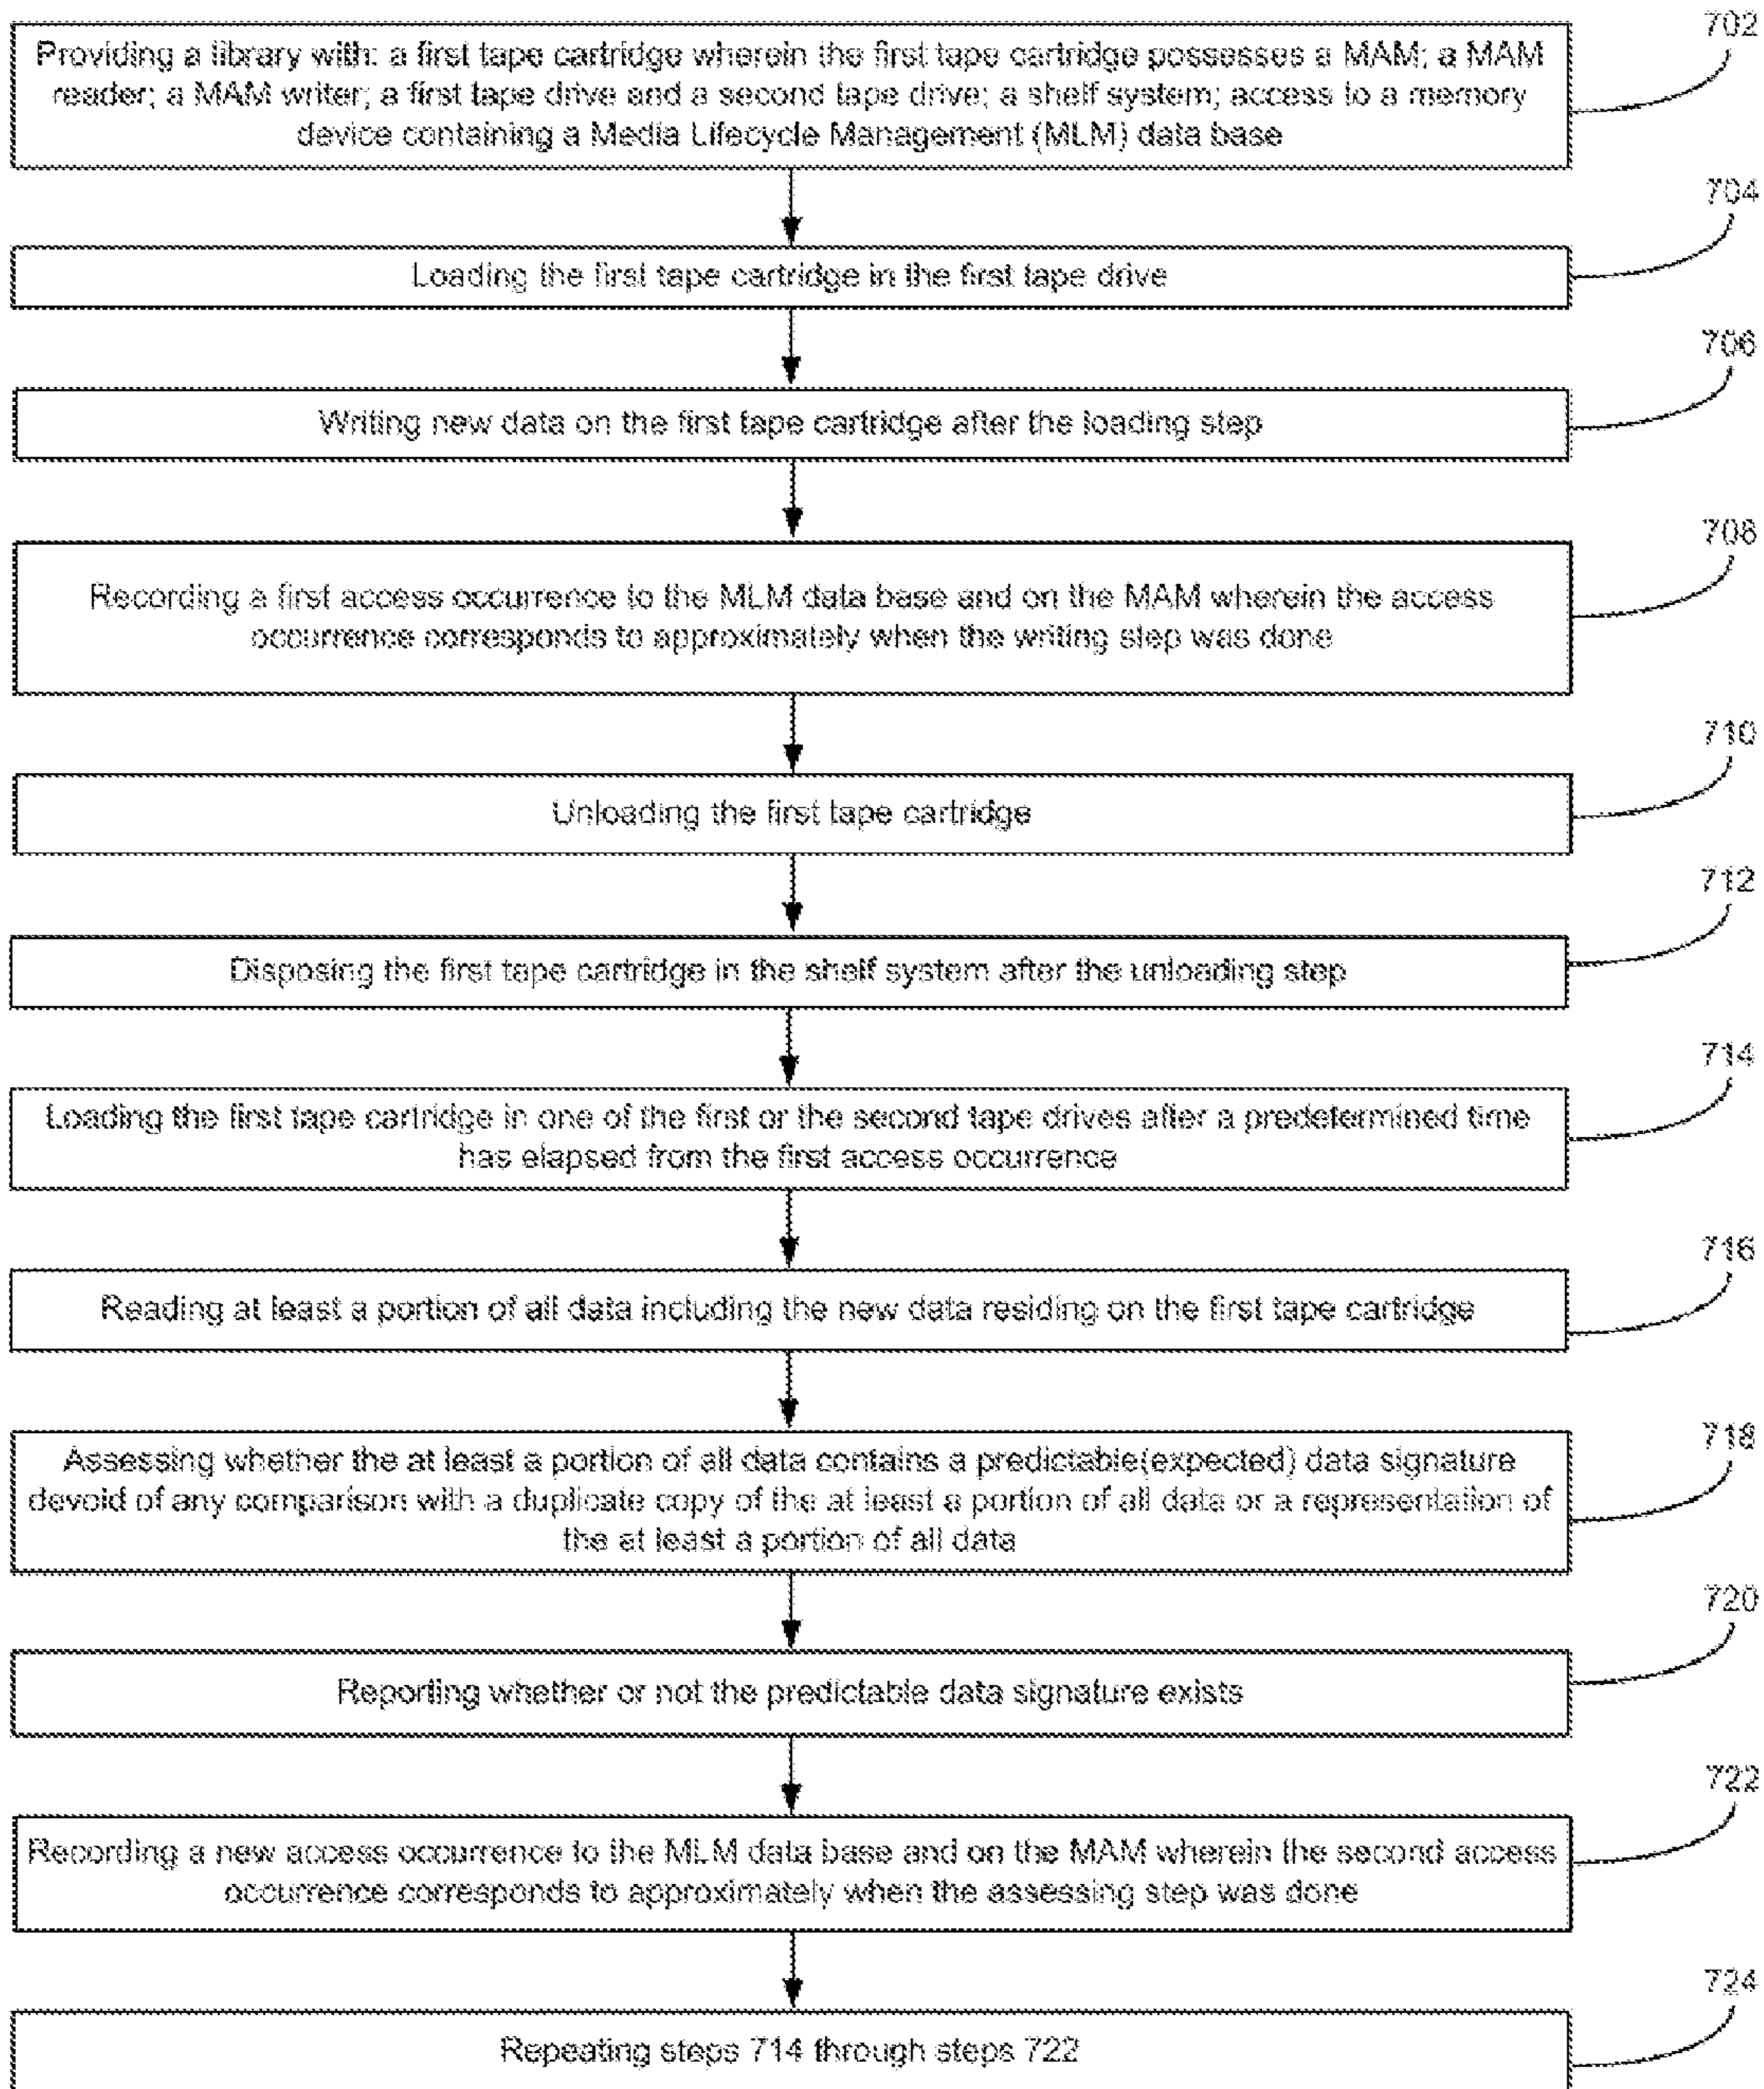 702
Providing a library with: a first tape cartridge wherein the first tape cartridge possesses a MAM; a MAM
reader; a MAM writer; a first tape drive and a second tape drive; a shelf system; access to a memory
device containing a Media Lifecycle Management (MLM) data base
704
Loading the first tape cartridge in the first tape drive
706
Writing new data on the first tape cartridge after the loading step
708
Recording a first access occurrence to the MLM data base and on the MAM wherein the access
occurrence corresponds to approximately when the writing step was done
710
Unloading the first tape cartridge
712
Disposing the first tape cartridge in the shelf system after the unloading step
714
Loading the first tape cartridge in one of the first or the second tape drives after a predetermined time
has elapsed from the first access occurrence
716
Reading at least a portion of all data including the new data residing on the first tape cartridge
718
Assessing whether the at least a portion of all data contains a predictable(expected) data signature
devoid of any comparison with a duplicate copy of the at least a portion of all data or a representation of
the at least a portion of all data
720
Reporting whether or not the predictable data signature exists
722
Recording a new access occurrence to the MLM data base and on the MAM wherein the second access
occurrence corresponds to approximately when the assessing step was done
724
Repeating steps 714 through steps 722